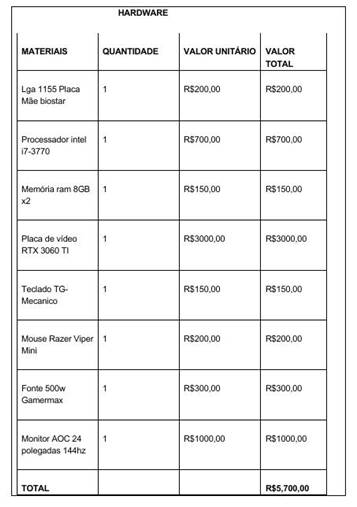 HARDWARE
MATERIAIS QUANTIDADE VALOR UNITÁRIO VALOR
TOTAL
Lga 1155 Placa 1 R$200,00 R$200,00
Mãe biostar
Processador intel 1 R$700,00 R$700,00
i7-3770
Memória ram 8GB 1 R$150,00 R$150,00
x2
Placa de vídeo 1 R$3000,00 R$3000,00
RTX 3060 TI
Teclado TG- 1 R$150,00 R$150,00
Mecanico
Mouse Razer Viper 1 R$200,00 R$200,00
Mini
Fonte 500w 1 R$300,00 R$300,00
Gamermax
Monitor AOC 24 1 R$1000,00 R$1000,00
polegadas 144hz
TOTAL R$5,700,00